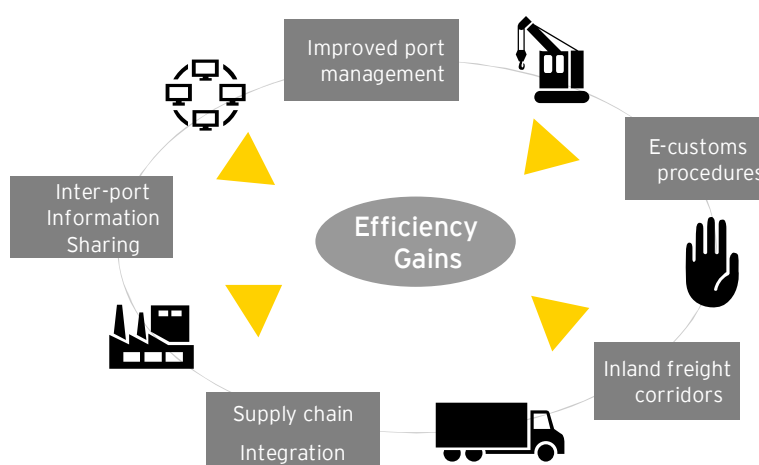 Improved port
management
E-customs
procedures
Inter-port
Information
Sharing
Efficiency
Gains
Inland freight
corridors
Supply chain
Integration